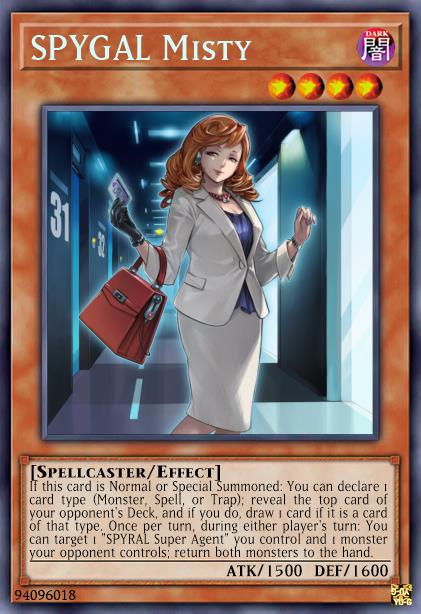 SPYGAL Misty
DARK
闇
31
32
[Spellcaster/Effect]
If this card is Normal or Special Summoned: You can declare 1
card type (Monster, Spell, or Trap); reveal the top card of
your opponent's Deck, and if you do, draw 1 card if it is a card
of that type. Once per turn, during either player's turn: You
can target 1 "SPYRAL Super Agent" you control and 1 monster
your opponent controls; return both monsters to the hand.
ATK/1500 DEF/1600
94096018